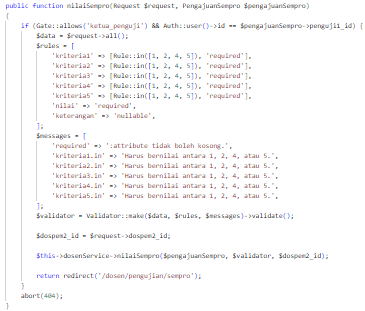 public function nilaiSempro(Request $request, PengajuanSempro $pengajuanSempro)
{
if (Gate::allows('ketua_penguji') && Auth::user()->id == $pengajuanSempro->penguji1_id) {
$data = $request->all();
$rules = [
'kriteria1' => [Rule::in([1, 2, 4, 5]), 'required'],
'kriteria2' => [Rule::in([1, 2, 4, 5]), 'required'],
'kriteria3' => [Rule::in([1, 2, 4, 5]), 'required'],
'kriteria4' => [Rule::in([1, 2, 4, 5]), 'required'],
'kriteria5' => [Rule::in([1, 2, 4, 5]), 'required'],
'nilai' => 'required',
'keterangan' => 'nullable',
];
$messages = [
'required' => ':attribute tidak boleh kosong.',
'kriteria1.in' => 'Harus bernilai antara 1, 2, 4, atau 5.',
'kriteria2.in' => 'Harus bernilai antara 1, 2, 4, atau 5.',
'kriteria3.in' => 'Harus bernilai antara 1, 2, 4, atau 5.',
'kriteria4.in' => 'Harus bernilai antara 1, 2, 4, atau 5.',
'kriteria5.in' => 'Harus bernilai antara 1, 2, 4, atau 5.',
];
$validator = Validator::make($data, $rules, $messages)->validate();
$dospem2_id = $request->dospem2_id;
$this->dosenService->nilaiSempro($pengajuanSempro, $validator, $dospem2_id);
return redirect('/dosen/pengujian/sempro');
}
abort(404);
}